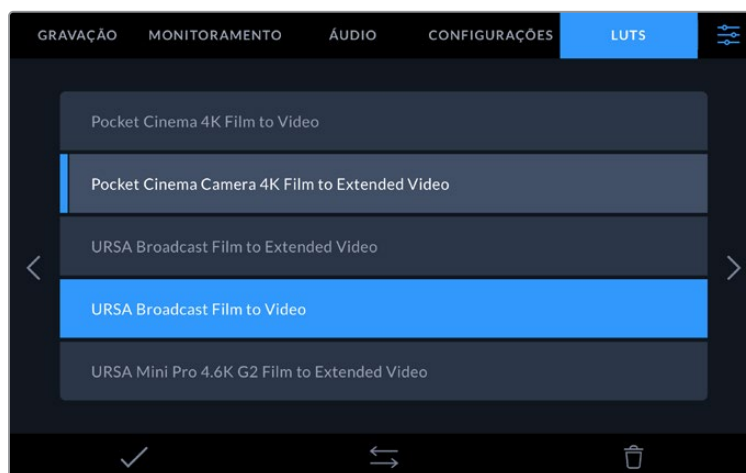 GRAVAÇÃO MONITORAMENTO ÁUDIO CONFIGURAÇÕES LUTS
Pocket Cinema 4K Film to Video
Pocket Cinema Camera 4K Film to Extended Video
URSA Broadcast Film to Extended Video
URSA Broadcast Film to Video
URSA Mini Pro 4.6K G2 Film to Extended Video